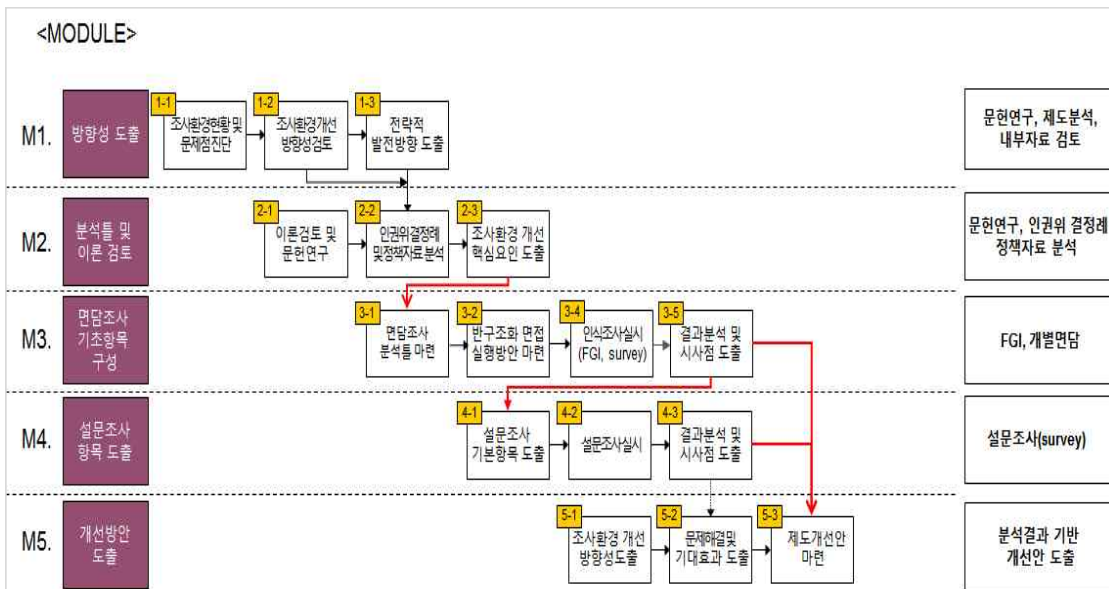 <MODULE>
M1.
방향성 도출
1-1
조사환경현황 및
문제점진단
1-2
조사환경개선
방향성검토
1-3
전략적
발전방향 도출
문헌연구, 제도분석,
내부자료 검토
M2.
분석틀 및
이론 검토
2-1
이론검토 및
문헌연구
2-2
인권위결정례
및정책자료 분석
2-3
조사환경 개선
핵심요인 도출
문헌연구, 인권위 결정례
정책자료 분석
M3.
면담조사
기초항목
구성
3-1
면담조사
분석틀 마련
3-2
반구조화 면접
실행방안 마련
3-4
인식조사실시
(FGI, survey)
3-5
결과분석 및
시사점 도출
FGI, 개별면담
M4.
설문조사
항목 도출
4-1
설문조사
기본항목 도출
4-2
설문조사실시
4-3
결과분석 및
시사점 도출
설문조사(survey)
M5.
개선방안
도출
5-1
조사환경 개선
방향성도출
5-2
문제해결및
기대효과 도출
5-3
제도개선안
마련
분석결과 기반
개선안 도출